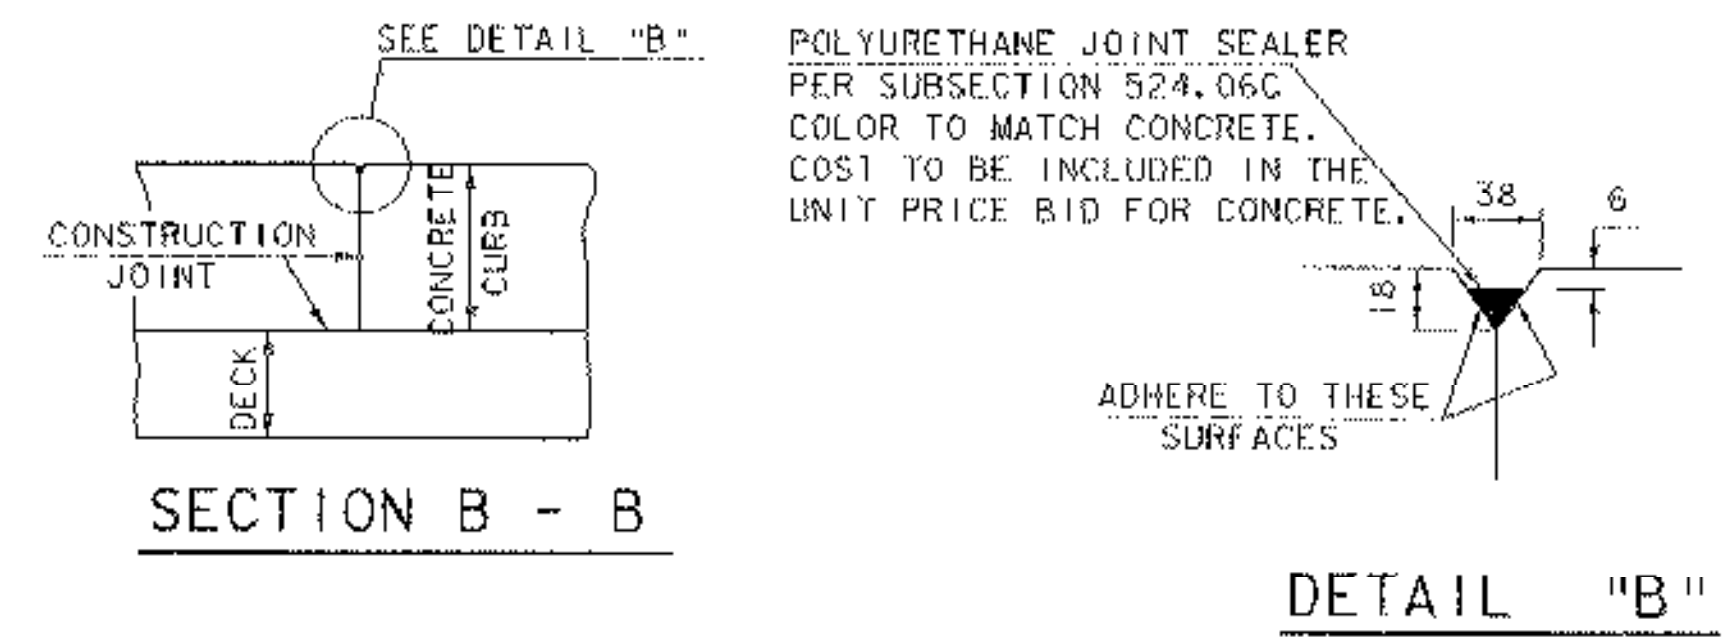 SEE DETAIL "B"
CONCRETE
CURB
CONSTRUCTION
JOINT
DECK
SECTION B - B
POLYURETHANE JOINT SEALER
PER SUBSECTION 524.06C
COLOR TO MATCH CONCRETE.
COST TO BE INCLUDED IN THE
UNIT PRICE BID FOR CONCRETE.
38
6
18
ADHERE TO THESE
SURFACES
DETAIL "B"